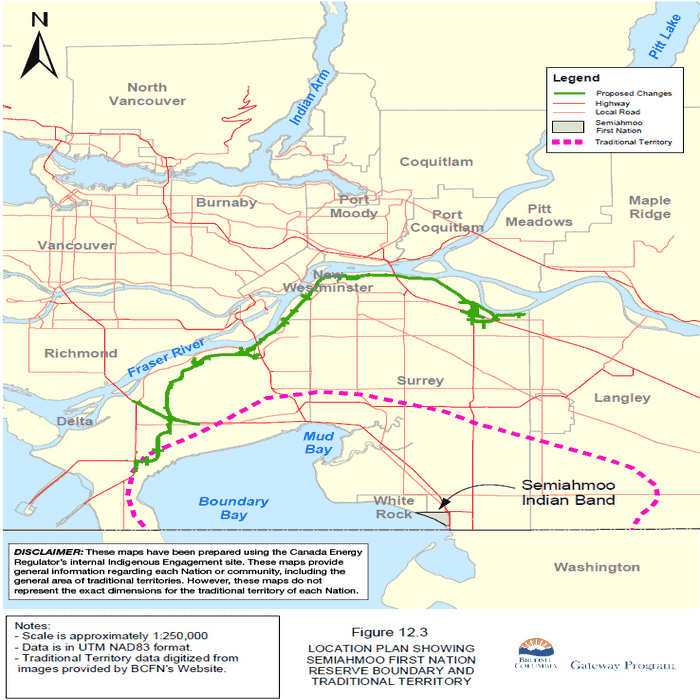 N
Pitt Lake
Legend
Proposed Changes
Highway
Local Road
Semiahmoo
First Nation
Traditional Territory
North
Vancouver
Indian Arm
Coquitlam
Burnaby
Port
Moody
Port
Coquitlam
Pitt
Meadows
Maple
Ridge
Vancouver
New
Westminster
Richmond
Fraser River
Surrey
Langley
Delta
Mud
Bay
Boundary
Bay
White
Rock
Semiahmoo
Indian Band
Washington
DISCLAIMER: These maps have been prepared using the Canada Energy
Regulator's internal Indigenous Engagement site. These maps provide
general information regarding each Nation or community, including the
general area of traditional territories. However, these maps do not
represent the exact dimensions for the traditional territory of each Nation.
Notes:
- Scale is approximately 1:250,000
- Data is in UTM NAD83 format.
- Traditional Territory data digitized from
images provided by BCFN's Website.
Figure 12.3
LOCATION PLAN SHOWING
SEMIAHMOO FIRST NATION
RESERVE BOUNDARY AND
TRADITIONAL TERRITORY
BRITISH
COLUMBIA
Gateway Program